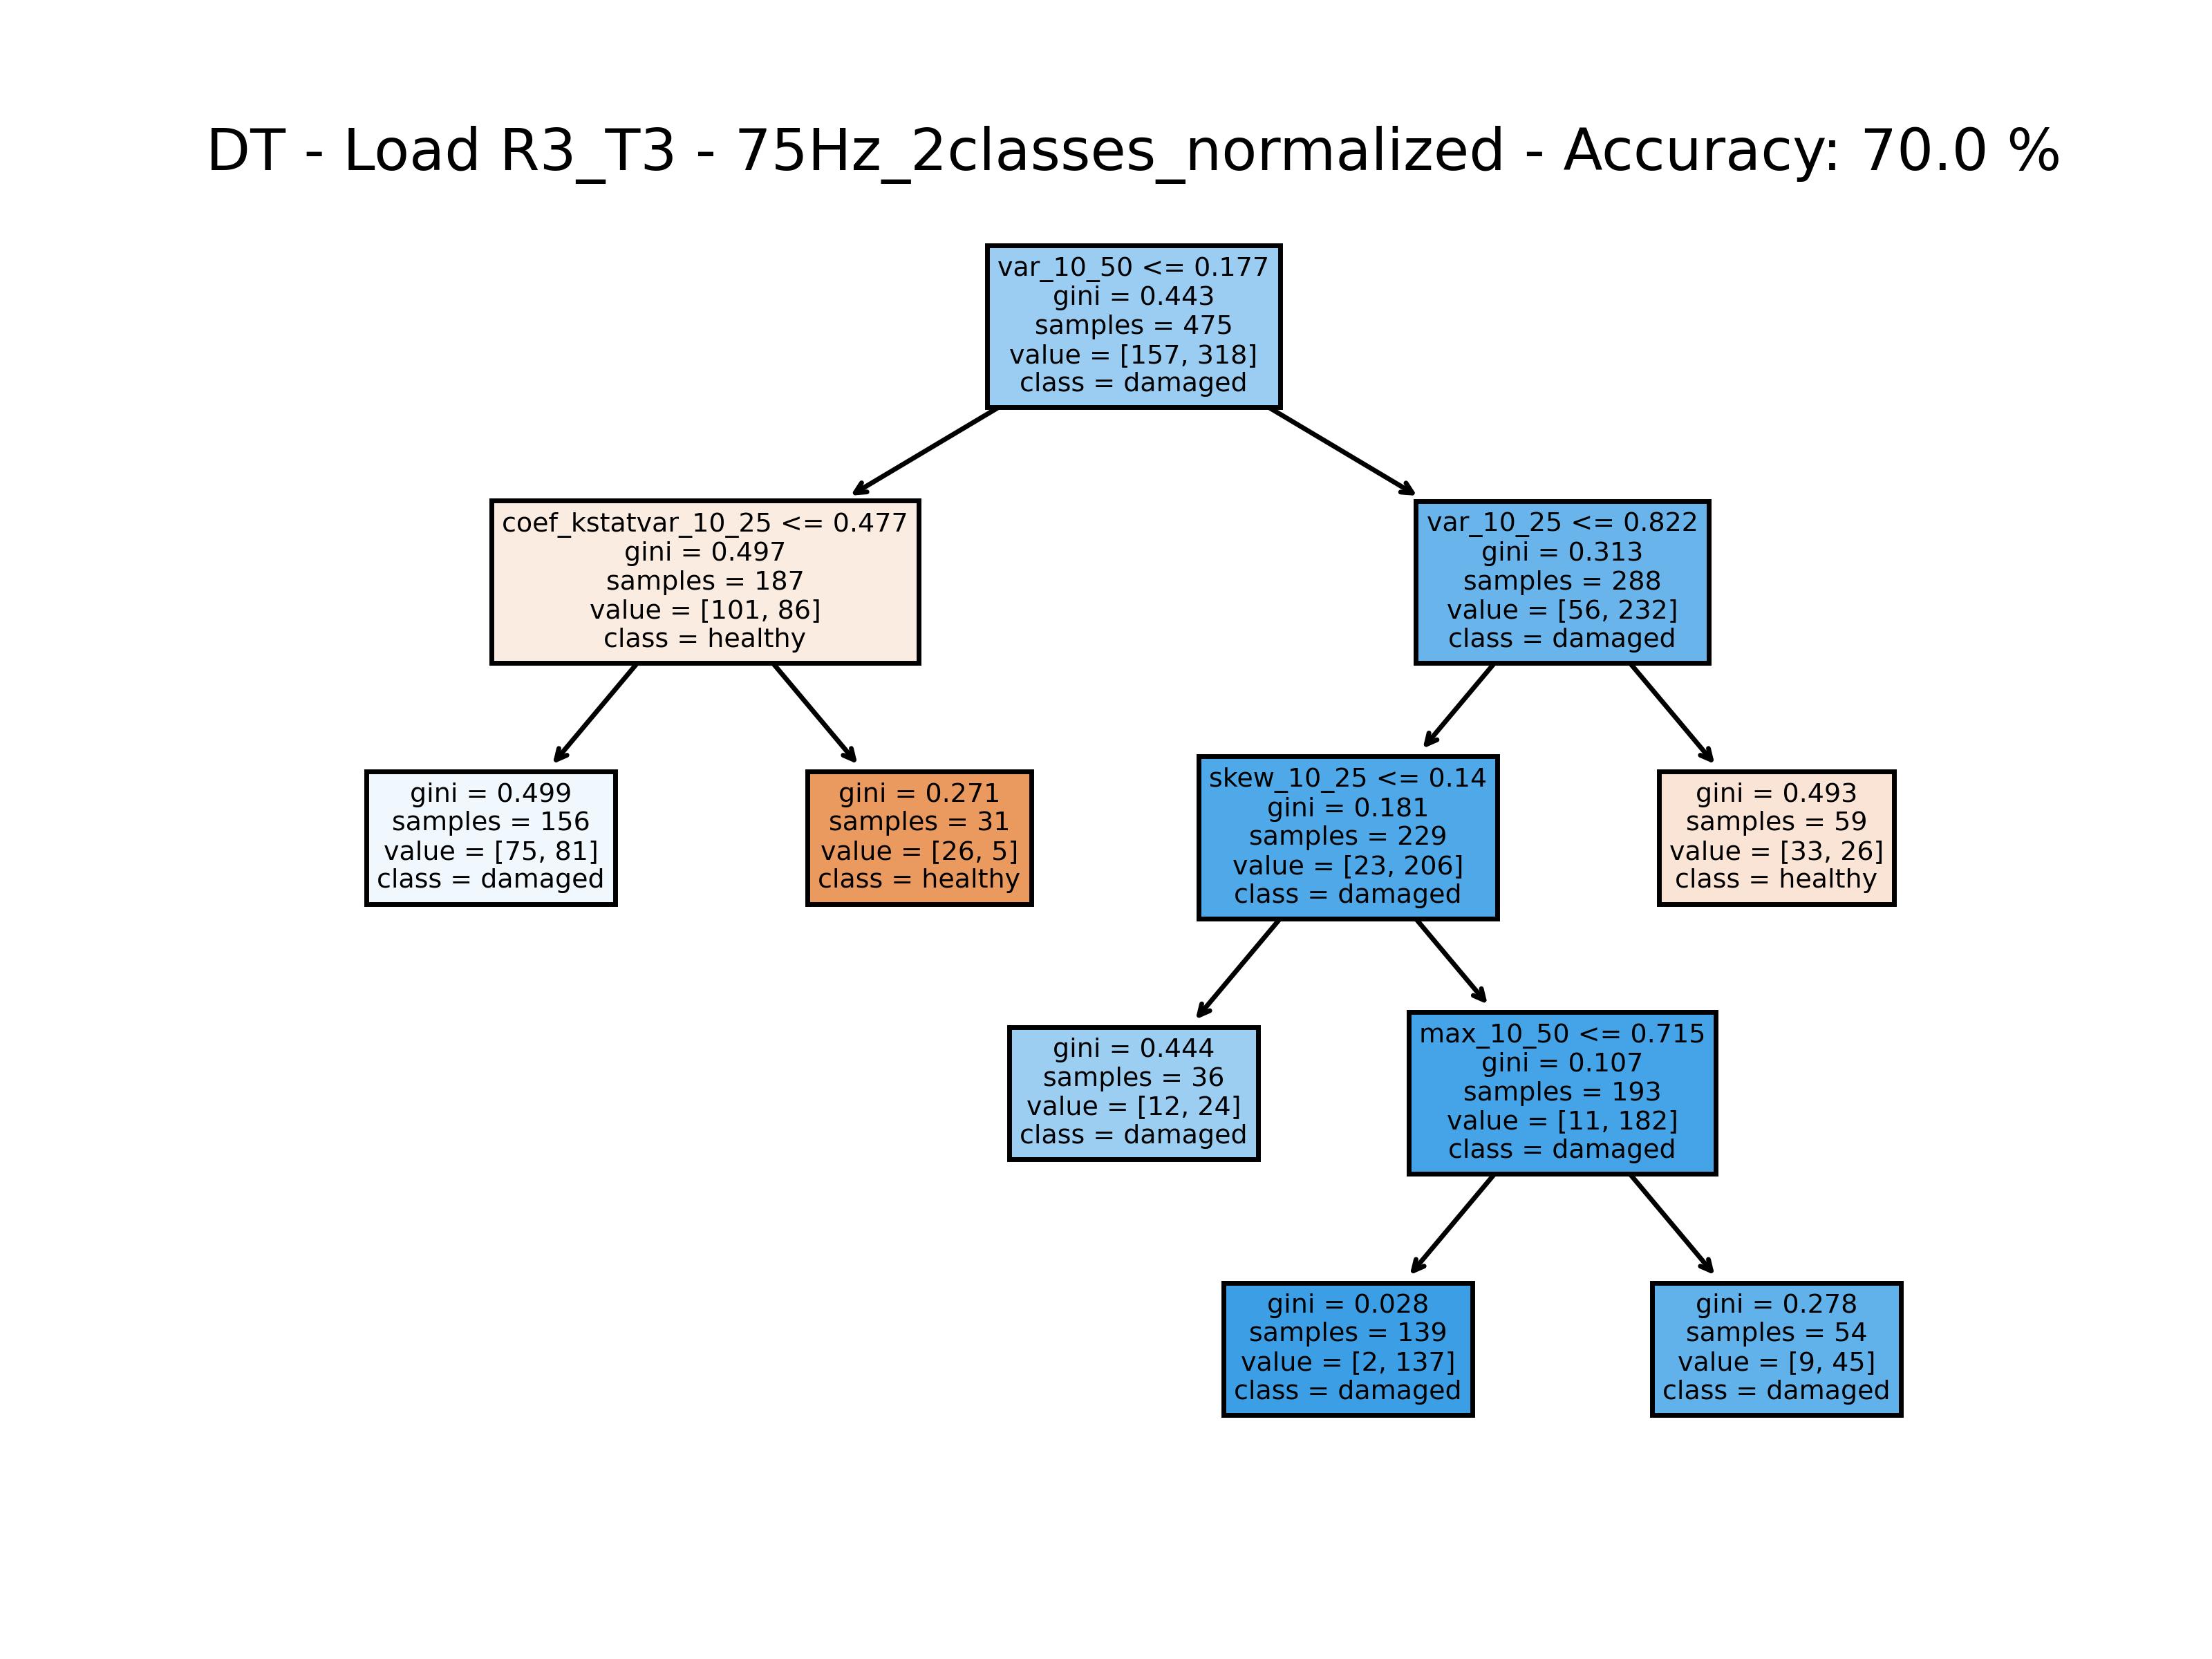 DT - Load R3_T3 - 75Hz_2classes_normalized - Accuracy: 70.0 %
var_10_50 <= 0.177
gini = 0.443
samples = 475
value = [157, 318]
class = damaged
coef_kstatvar_10_25 <= 0.477
gini = 0.497
samples = 187
value = [101, 86]
class = healthy
var_10_25 <= 0.822
gini = 0.313
samples = 288
value = [56, 232]
class = damaged
gini = 0.499
samples = 156
value = [75, 81]
class = damaged
gini = 0.271
samples = 31
value = [26, 5]
class = healthy
skew_10_25 <= 0.14
gini = 0.181
samples = 229
value = [23, 206]
class = damaged
gini = 0.493
samples = 59
value = [33, 26]
class = healthy
gini = 0.444
samples = 36
value = [12, 24]
class = damaged
max_10_50 <= 0.715
gini = 0.107
samples = 193
value = [11, 182]
class = damaged
gini = 0.028
samples = 139
value = [2, 137]
class = damaged
gini = 0.278
samples = 54
value = [9, 45]
class = damaged